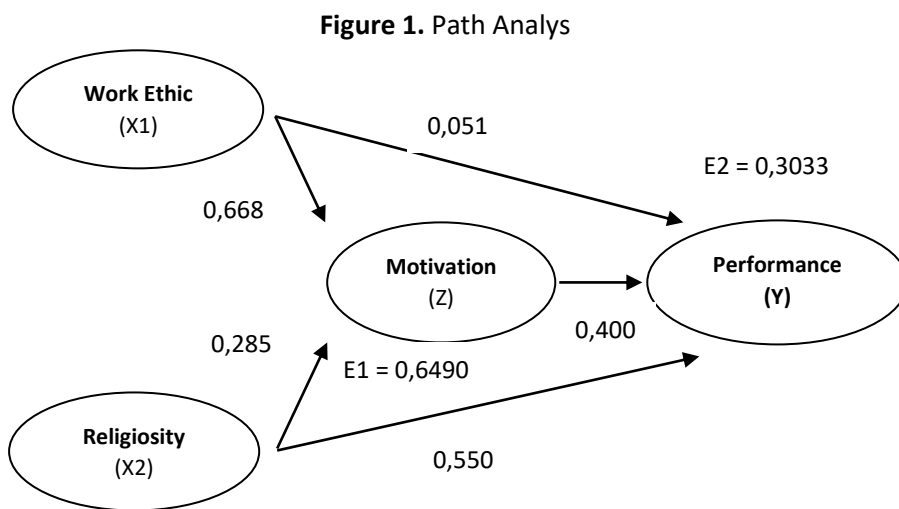 Figure 1. Path Analys
Work Ethic
(X1)
0,051
E2 = 0,3033
0,668
Motivation
(Z)
Performance
(Y)
0,285
E1 = 0,6490
0,400
Religiosity
(X2)
0,550